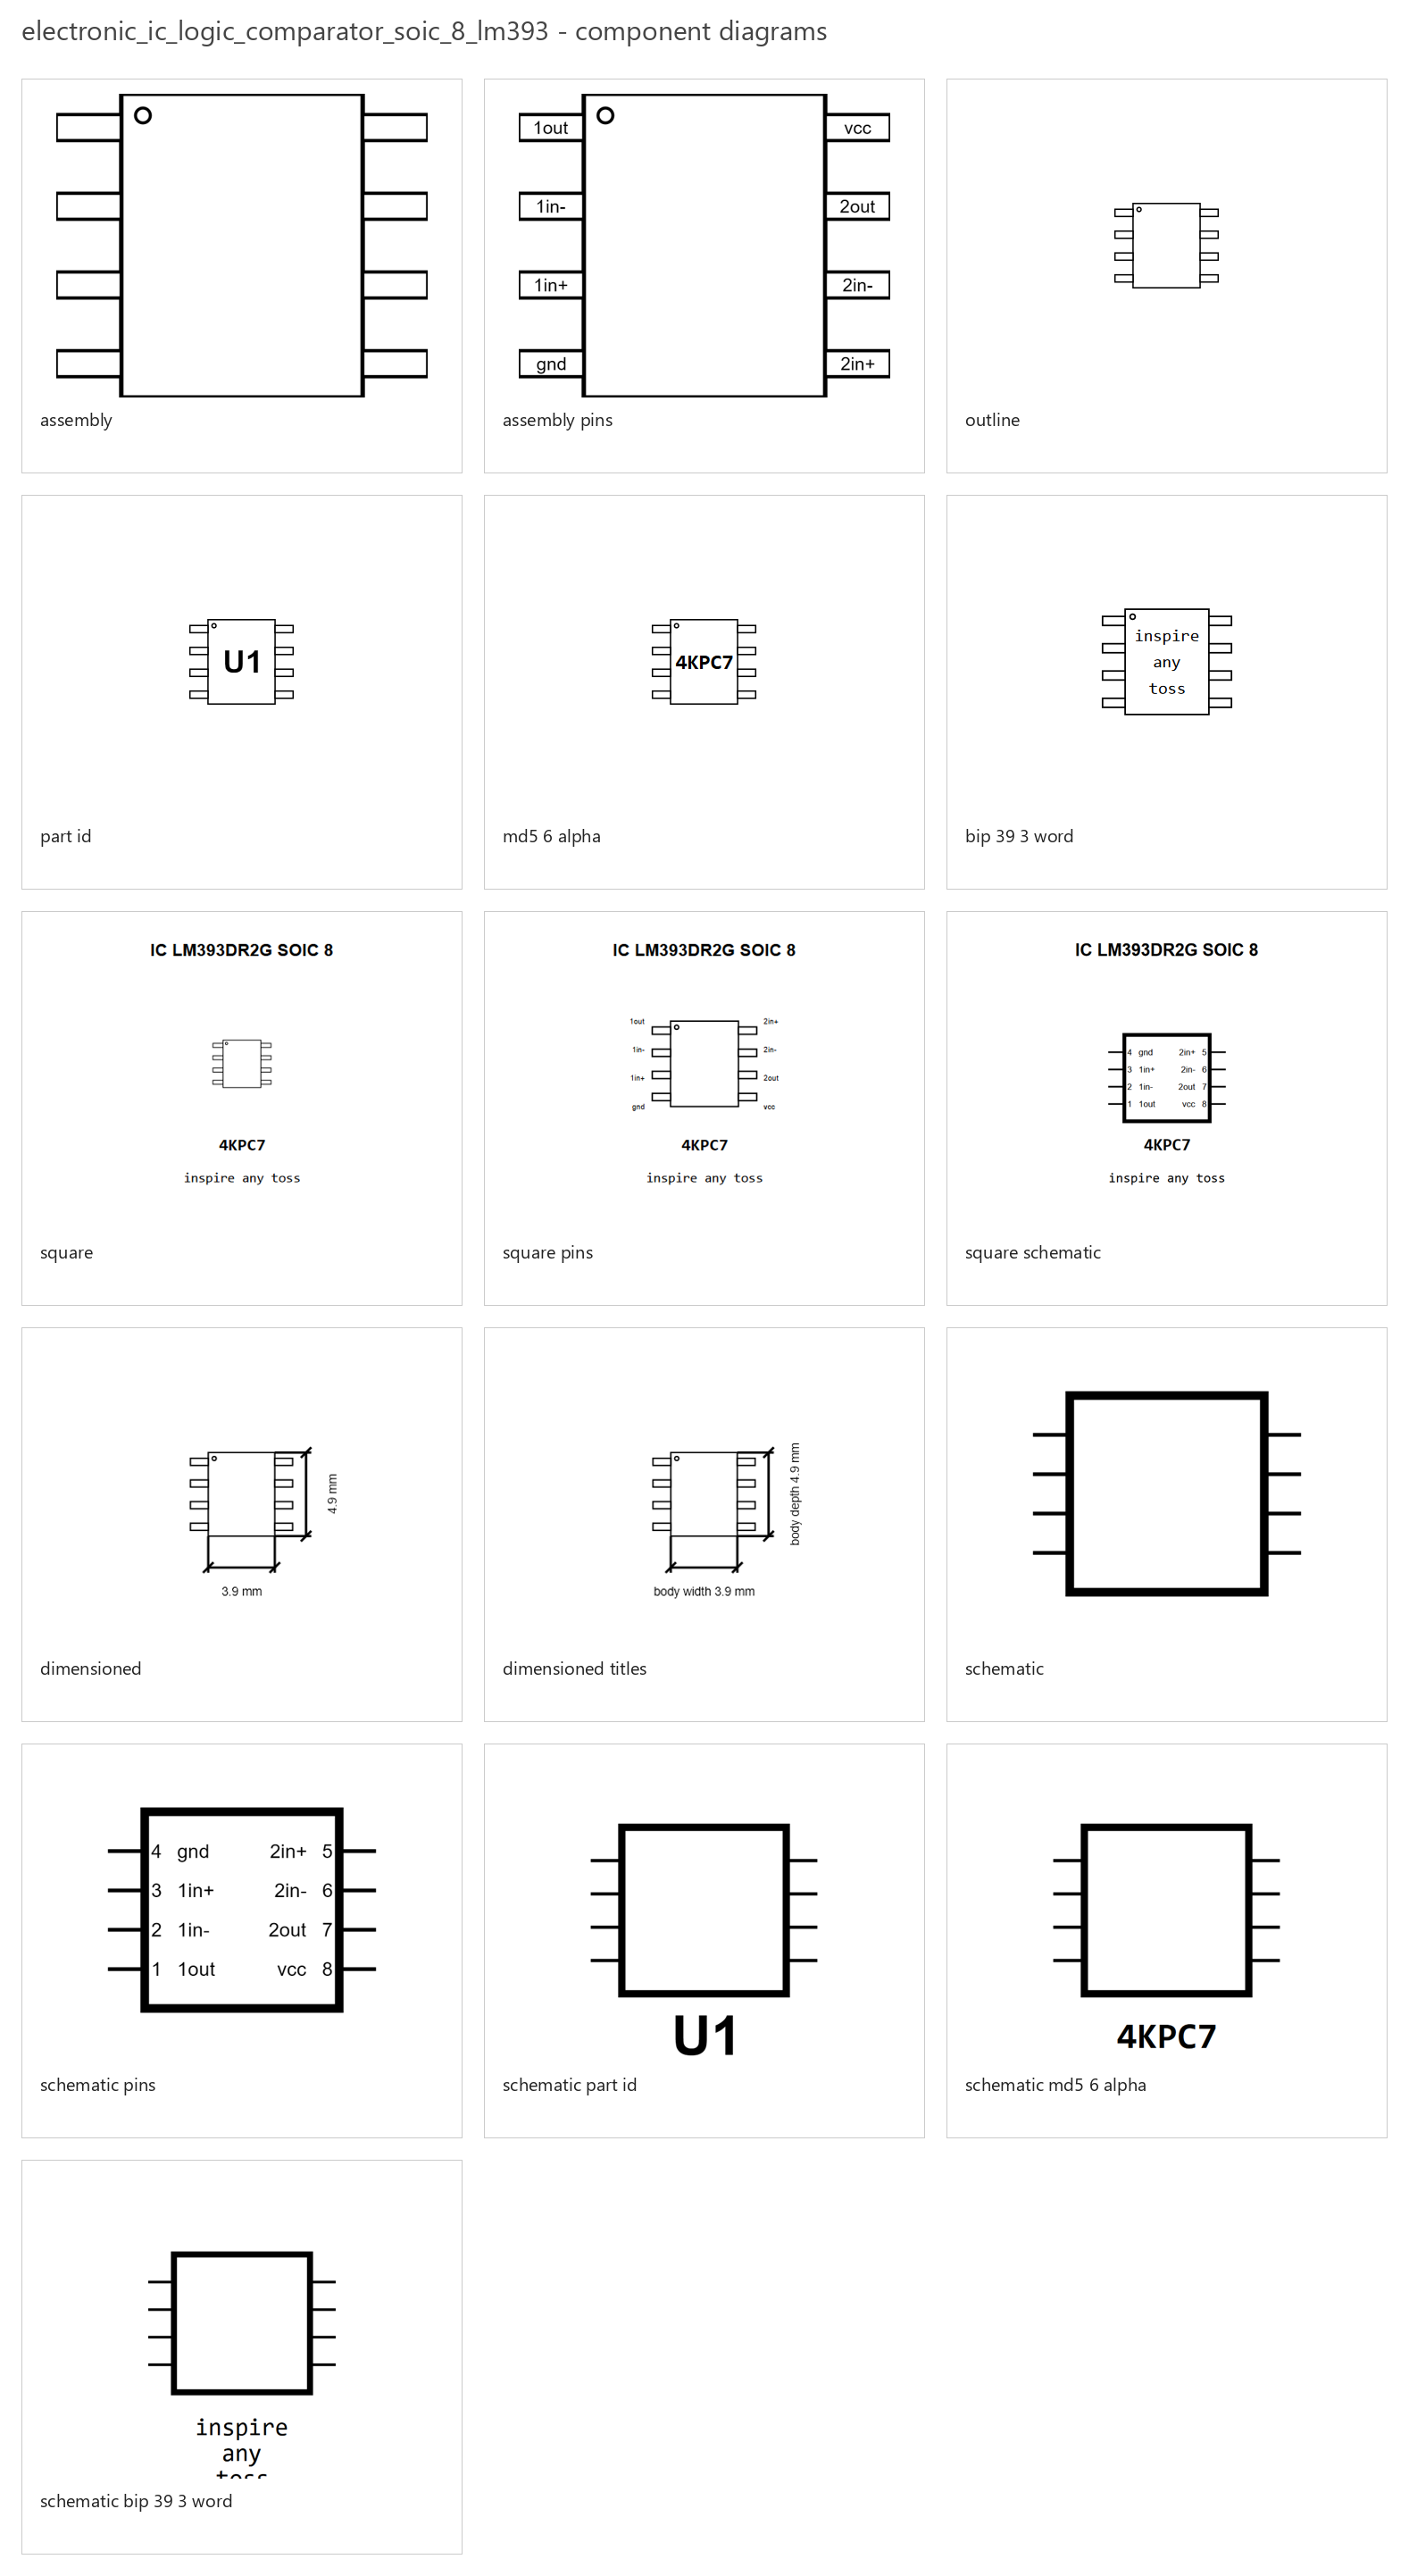 electronic_ic_logic_comparator_soic_8_lm393 - component diagrams
assembly
1out vcc
1in- 2out
1in+ 2in-
gnd 2in+
assembly pins
outline
U1
part id
4KPC7
md5 6 alpha
inspire
any
toss
bip 39 3 word
IC LM393DR2G SOIC 8
4KPC7
inspire any toss
square
IC LM393DR2G SOIC 8
1out 2in+
1in- 2in-
1in+ 2out
gnd vcc
4KPC7
inspire any toss
square pins
IC LM393DR2G SOIC 8
4 gnd 2in+ 5
3 1in+ 2in- 6
2 1in- 2out 7
1 1out vcc 8
4KPC7
inspire any toss
square schematic
4.9 mm
3.9 mm
dimensioned
body depth 4.9 mm
body width 3.9 mm
dimensioned titles
schematic
4 gnd 2in+ 5
3 1in+ 2in- 6
2 1in- 2out 7
1 1out vcc 8
schematic pins
U1
schematic part id
4KPC7
schematic md5 6 alpha
inspire
any
toss
schematic bip 39 3 word